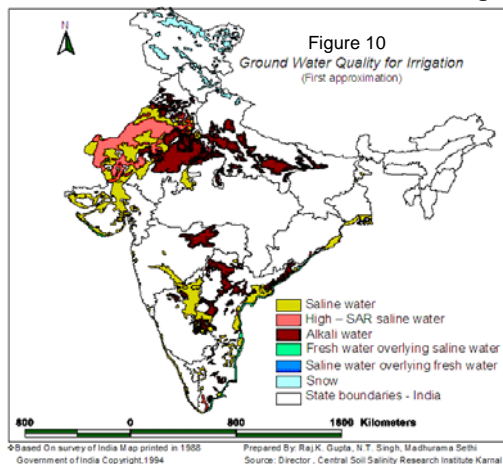 N
Figure 10
Ground Water Quality for Irrigation
(First approximation)
Saline water
High – SAR saline water
Alkali water
Fresh water overlying saline water
Saline water overlying fresh water
Snow
State boundaries - India
800 0 800 1600 Kilometers
❖Based On survey of India Map printed in 1988
Government of India Copyright,1994
Prepared By: Raj.K. Gupta, N.T. Singh, Madhurama Sethi
Source: Director , Central Soil Salinity Research Institute Karnal